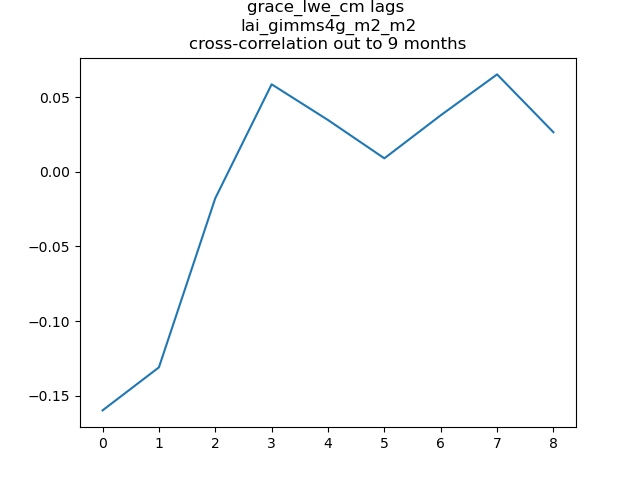 grace_lwe_cm lags
lai_gimms4g_m2_m2
cross-correlation out to 9 months
0.05
0.00
−0.05
−0.10
−0.15
0 1 2 3 4 5 6 7 8